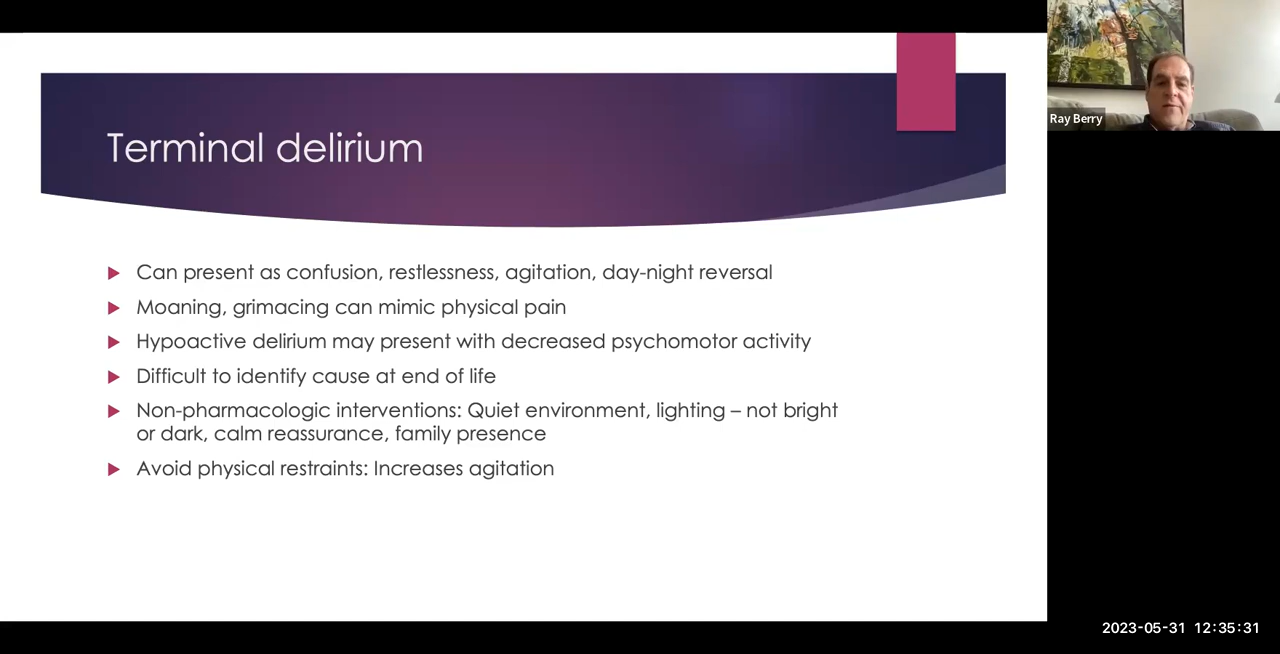 Terminal delirium
Can present as confusion, restlessness, agitation, day-night reversal
Moaning, grimacing can mimic physical pain
Hypoactive delirium may present with decreased psychomotor activity
Difficult to identify cause at end of life
Non-pharmacologic interventions: Quiet environment, lighting – not bright
or dark, calm reassurance, family presence
Avoid physical restraints: Increases agitation
Ray Berry
2023-05-31 12:35:31